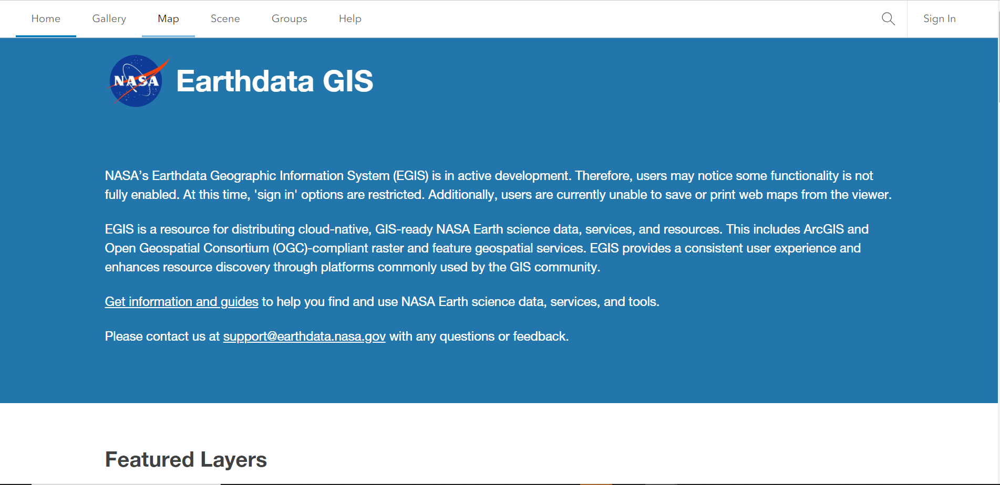 Home Gallery Map Scene Groups Help Sign In
NASA Earthdata GIS
NASA's Earthdata Geographic Information System (EGIS) is in active development. Therefore, users may notice some functionality is not
fully enabled. At this time, 'sign in' options are restricted. Additionally, users are currently unable to save or print web maps from the viewer.
EGIS is a resource for distributing cloud-native, GIS-ready NASA Earth science data, services, and resources. This includes ArcGIS and
Open Geospatial Consortium (OGC)-compliant raster and feature geospatial services. EGIS provides a consistent user experience and
enhances resource discovery through platforms commonly used by the GIS community.
Get information and guides to help you find and use NASA Earth science data, services, and tools.
Please contact us at support@earthdata.nasa.gov with any questions or feedback.
Featured Layers